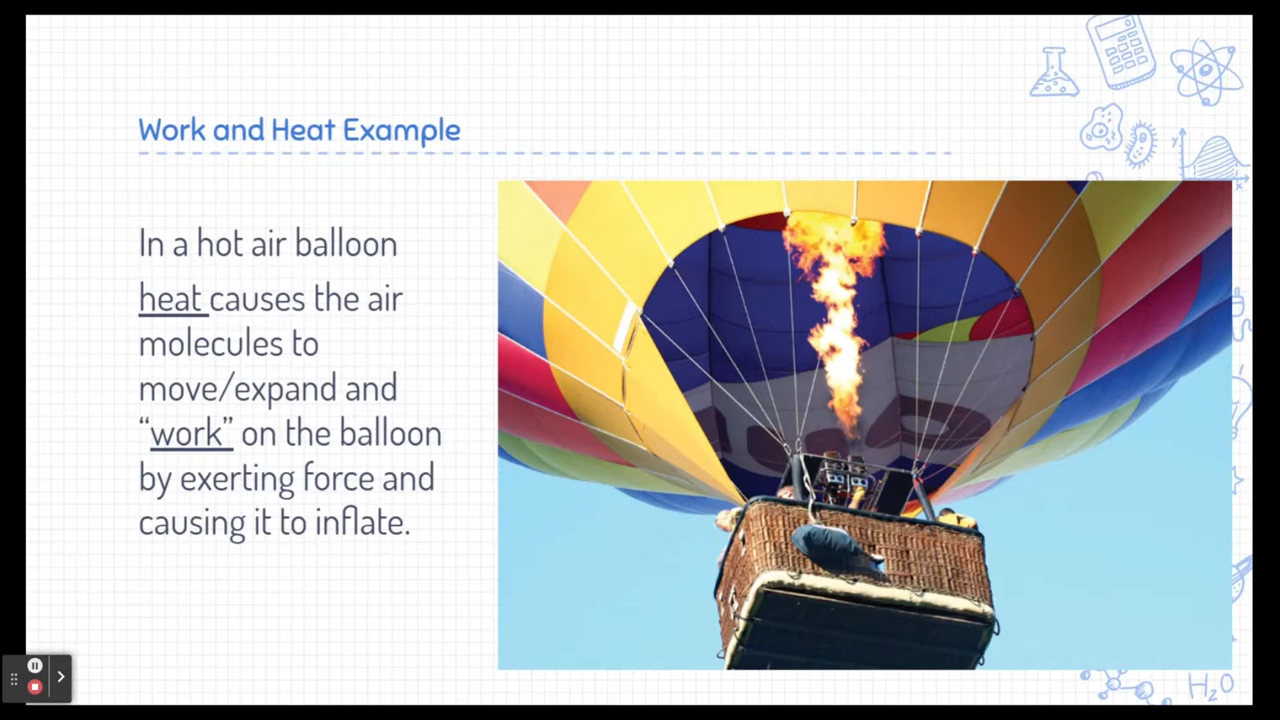 Work and Heat Example
In a hot air balloon
heat causes the air
molecules to
move/expand and
“work” on the balloon
by exerting force and
causing it to inflate.
y
x
H2O